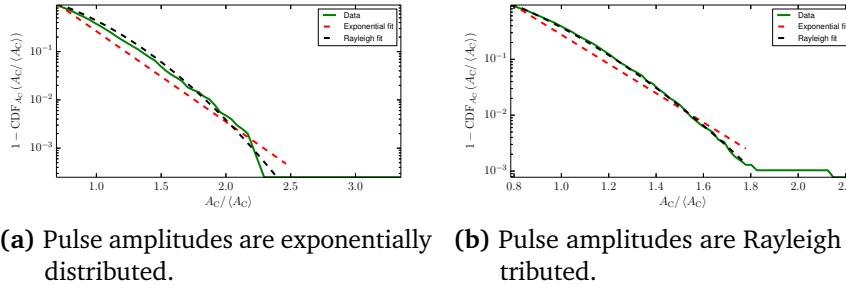 Data
Exponential fit
Rayleigh fit
10⁻¹
10⁻²
10⁻³
1 − CDF_{A_C} (A_C/ ⟨A_C⟩)
1.0 1.5 2.0 2.5 3.0
A_C/ ⟨A_C⟩
Data
Exponential fit
Rayleigh fit
10⁻¹
10⁻²
10⁻³
1 − CDF_{A_C} (A_C/ ⟨A_C⟩)
0.8 1.0 1.2 1.4 1.6 1.8 2.0 2.2
A_C/ ⟨A_C⟩
(a) Pulse amplitudes are exponentially
distributed.
(b) Pulse amplitudes are Rayleigh
tributed.